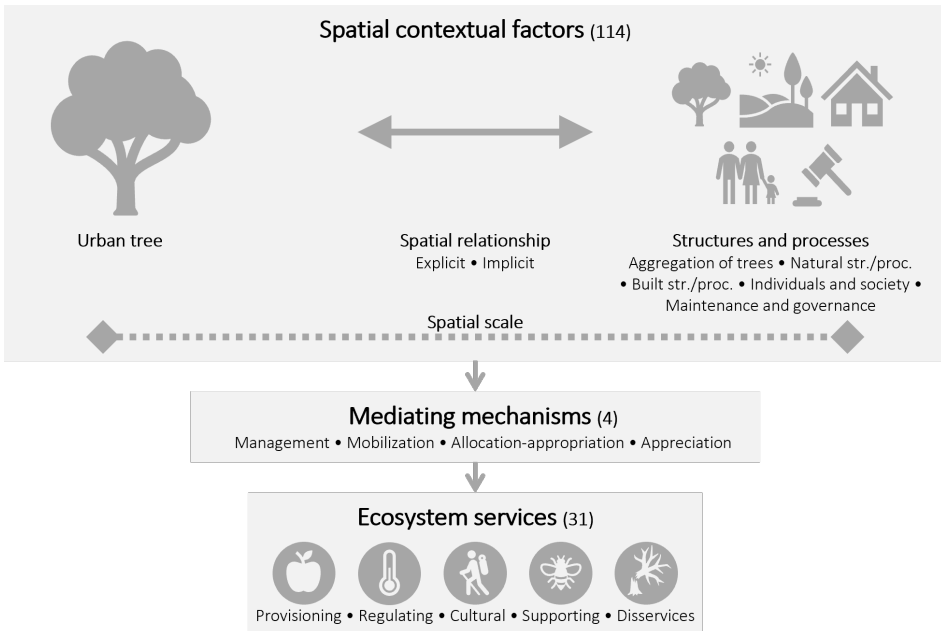 Spatial contextual factors (114)
Urban tree
Spatial relationship
Explicit • Implicit
Structures and processes
Aggregation of trees • Natural str./proc.
• Built str./proc. • Individuals and society •
Maintenance and governance
Spatial scale
Mediating mechanisms (4)
Management • Mobilization • Allocation-appropriation • Appreciation
Ecosystem services (31)
Provisioning • Regulating • Cultural • Supporting • Disservices